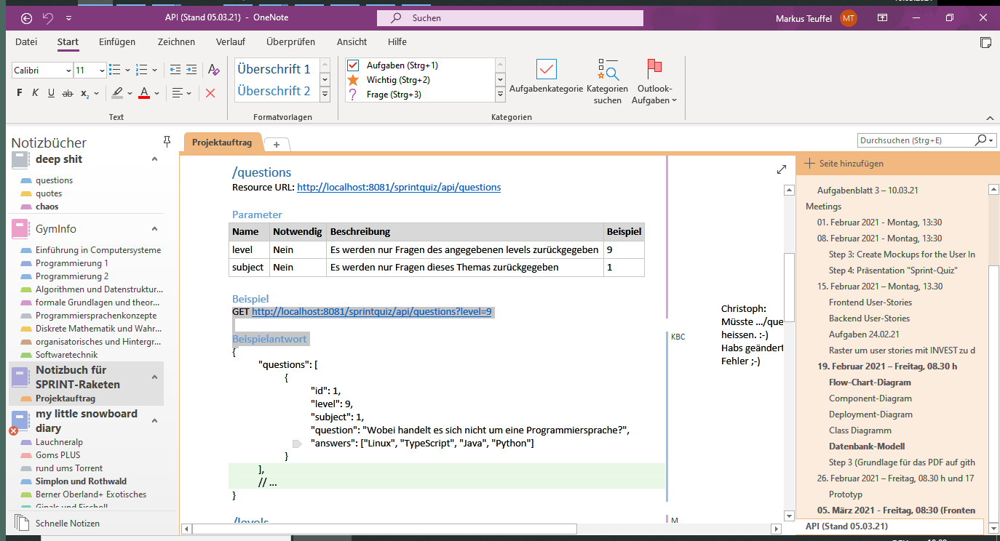 API (Stand 05.03.21) - OneNote
Suchen
Markus Teuffel
MT
Datei Start Einfügen Zeichnen Verlauf Überprüfen Ansicht Hilfe
Calibri 11
F K U ab x₂ A
Text
Überschrift 1
Überschrift 2
Formatvorlagen
Aufgaben (Strg+1)
Wichtig (Strg+2)
Frage (Strg+3)
Aufgabenkategorie
Kategorien suchen
Outlook-Aufgaben
Kategorien
Notizbücher
deep shit
questions
quotes
chaos
GymInfo
Einführung in Computersysteme
Programmierung 1
Programmierung 2
Algorithmen und Datenstruktur...
formale Grundlagen und theor...
Programmiersprachenkonzepte
Diskrete Mathematik und Wahr...
organisatorisches und Hintergr...
Softwaretechnik
Notizbuch für
SPRINT-Raketen
Projektauftrag
my little snowboard
diary
Lauchneralp
Goms PLUS
rund ums Torrent
Simplon und Rothwald
Berner Oberland+ Exotisches
Schnelle Notizen
Projektauftrag
+
Durchsuchen (Strg+E)
/questions
Resource URL: http://localhost:8081/sprintquiz/api/questions
Parameter
Name Notwendig Beschreibung Beispiel
level Nein Es werden nur Fragen des angegebenen levels zurückgegeben 9
subject Nein Es werden nur Fragen dieses Themas zurückgegeben 1
Beispiel
GET http://localhost:8081/sprintquiz/api/questions?level=9
Beispielantwort
{
"questions": [
{
"id": 1,
"level": 9,
"subject": 1,
"question": "Wobei handelt es sich nicht um eine Programmiersprache?",
"answers": ["Linux", "TypeScript", "Java", "Python"]
}
],
// ...
}
/levels
KBC
M
Christoph:
Müsste .../que
heissen. :-)
Habs geändert
Fehler ;-)
Seite hinzufügen
Aufgabenblatt 3 – 10.03.21
Meetings
01. Februar 2021 - Montag, 13:30
08. Februar 2021 - Montag, 13:30
Step 3: Create Mockups for the User In
Step 4: Präsentation "Sprint-Quiz"
15. Februar 2021 – Montag, 13.30
Frontend User-Stories
Backend User-Stories
Aufgaben 24.02.21
Raster um user stories mit INVEST zu d
19. Februar 2021 – Freitag, 08.30 h
Flow-Chart-Diagram
Component-Diagram
Deployment-Diagram
Class Diagramm
Datenbank-Modell
Step 3 (Grundlage für das PDF auf gith
26. Februar 2021 – Freitag, 08.30 h und 17
Prototyp
05. März 2021 - Freitag, 08:30 (Fronten
API (Stand 05.03.21)